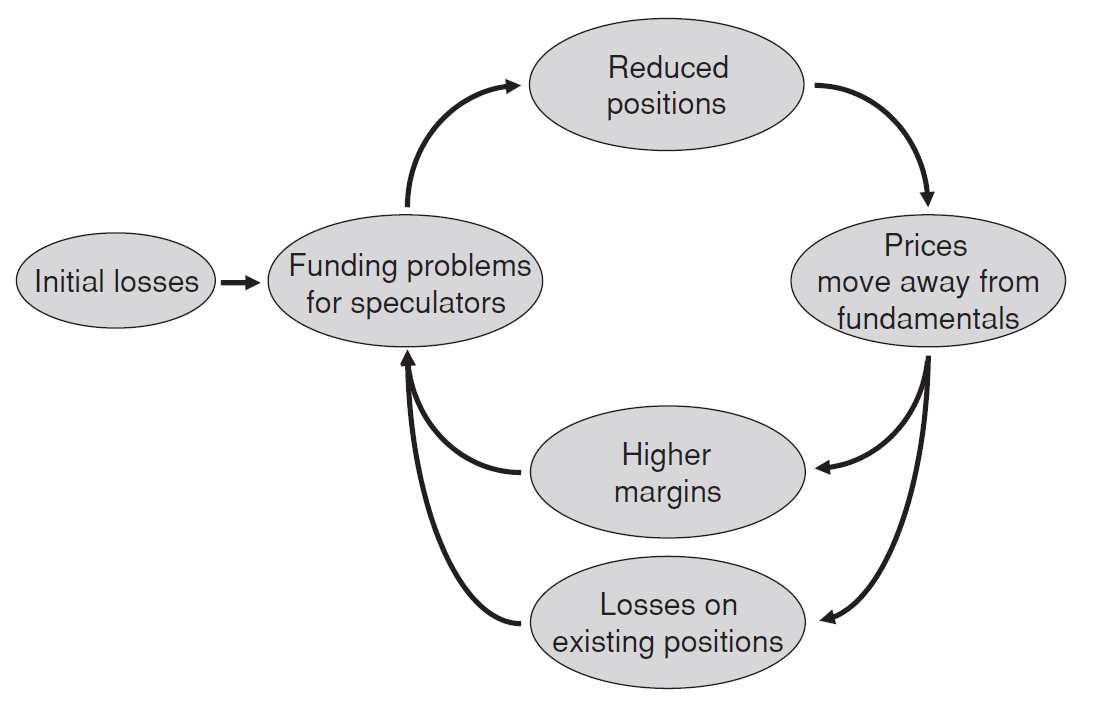 Reduced
positions
Prices
move away from
fundamentals
Initial losses
Funding problems
for speculators
Higher
margins
Losses on
existing positions